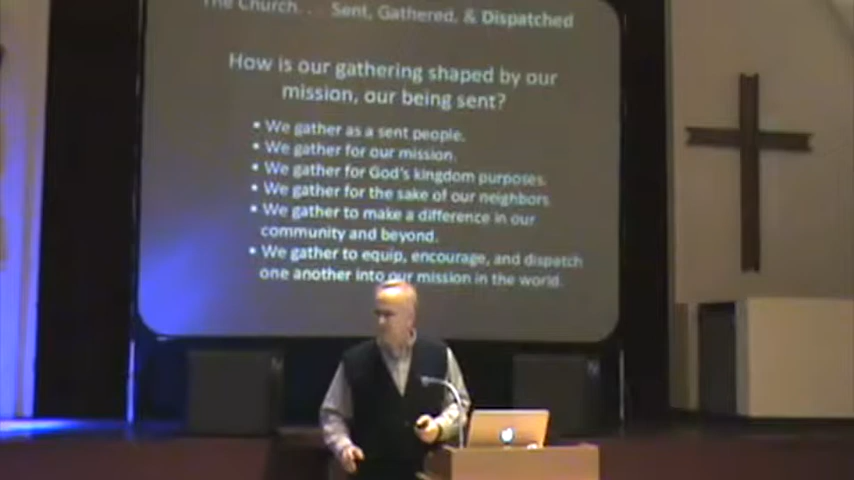 The Church. . . Sent, Gathered, & Dispatched
How is our gathering shaped by our
mission, our being sent?
• We gather as a sent people.
• We gather for our mission.
• We gather for God's kingdom purposes.
• We gather for the sake of our neighbors
• We gather to make a difference in our
community and beyond.
• We gather to equip, encourage, and dispatch
one another into our mission in the world.